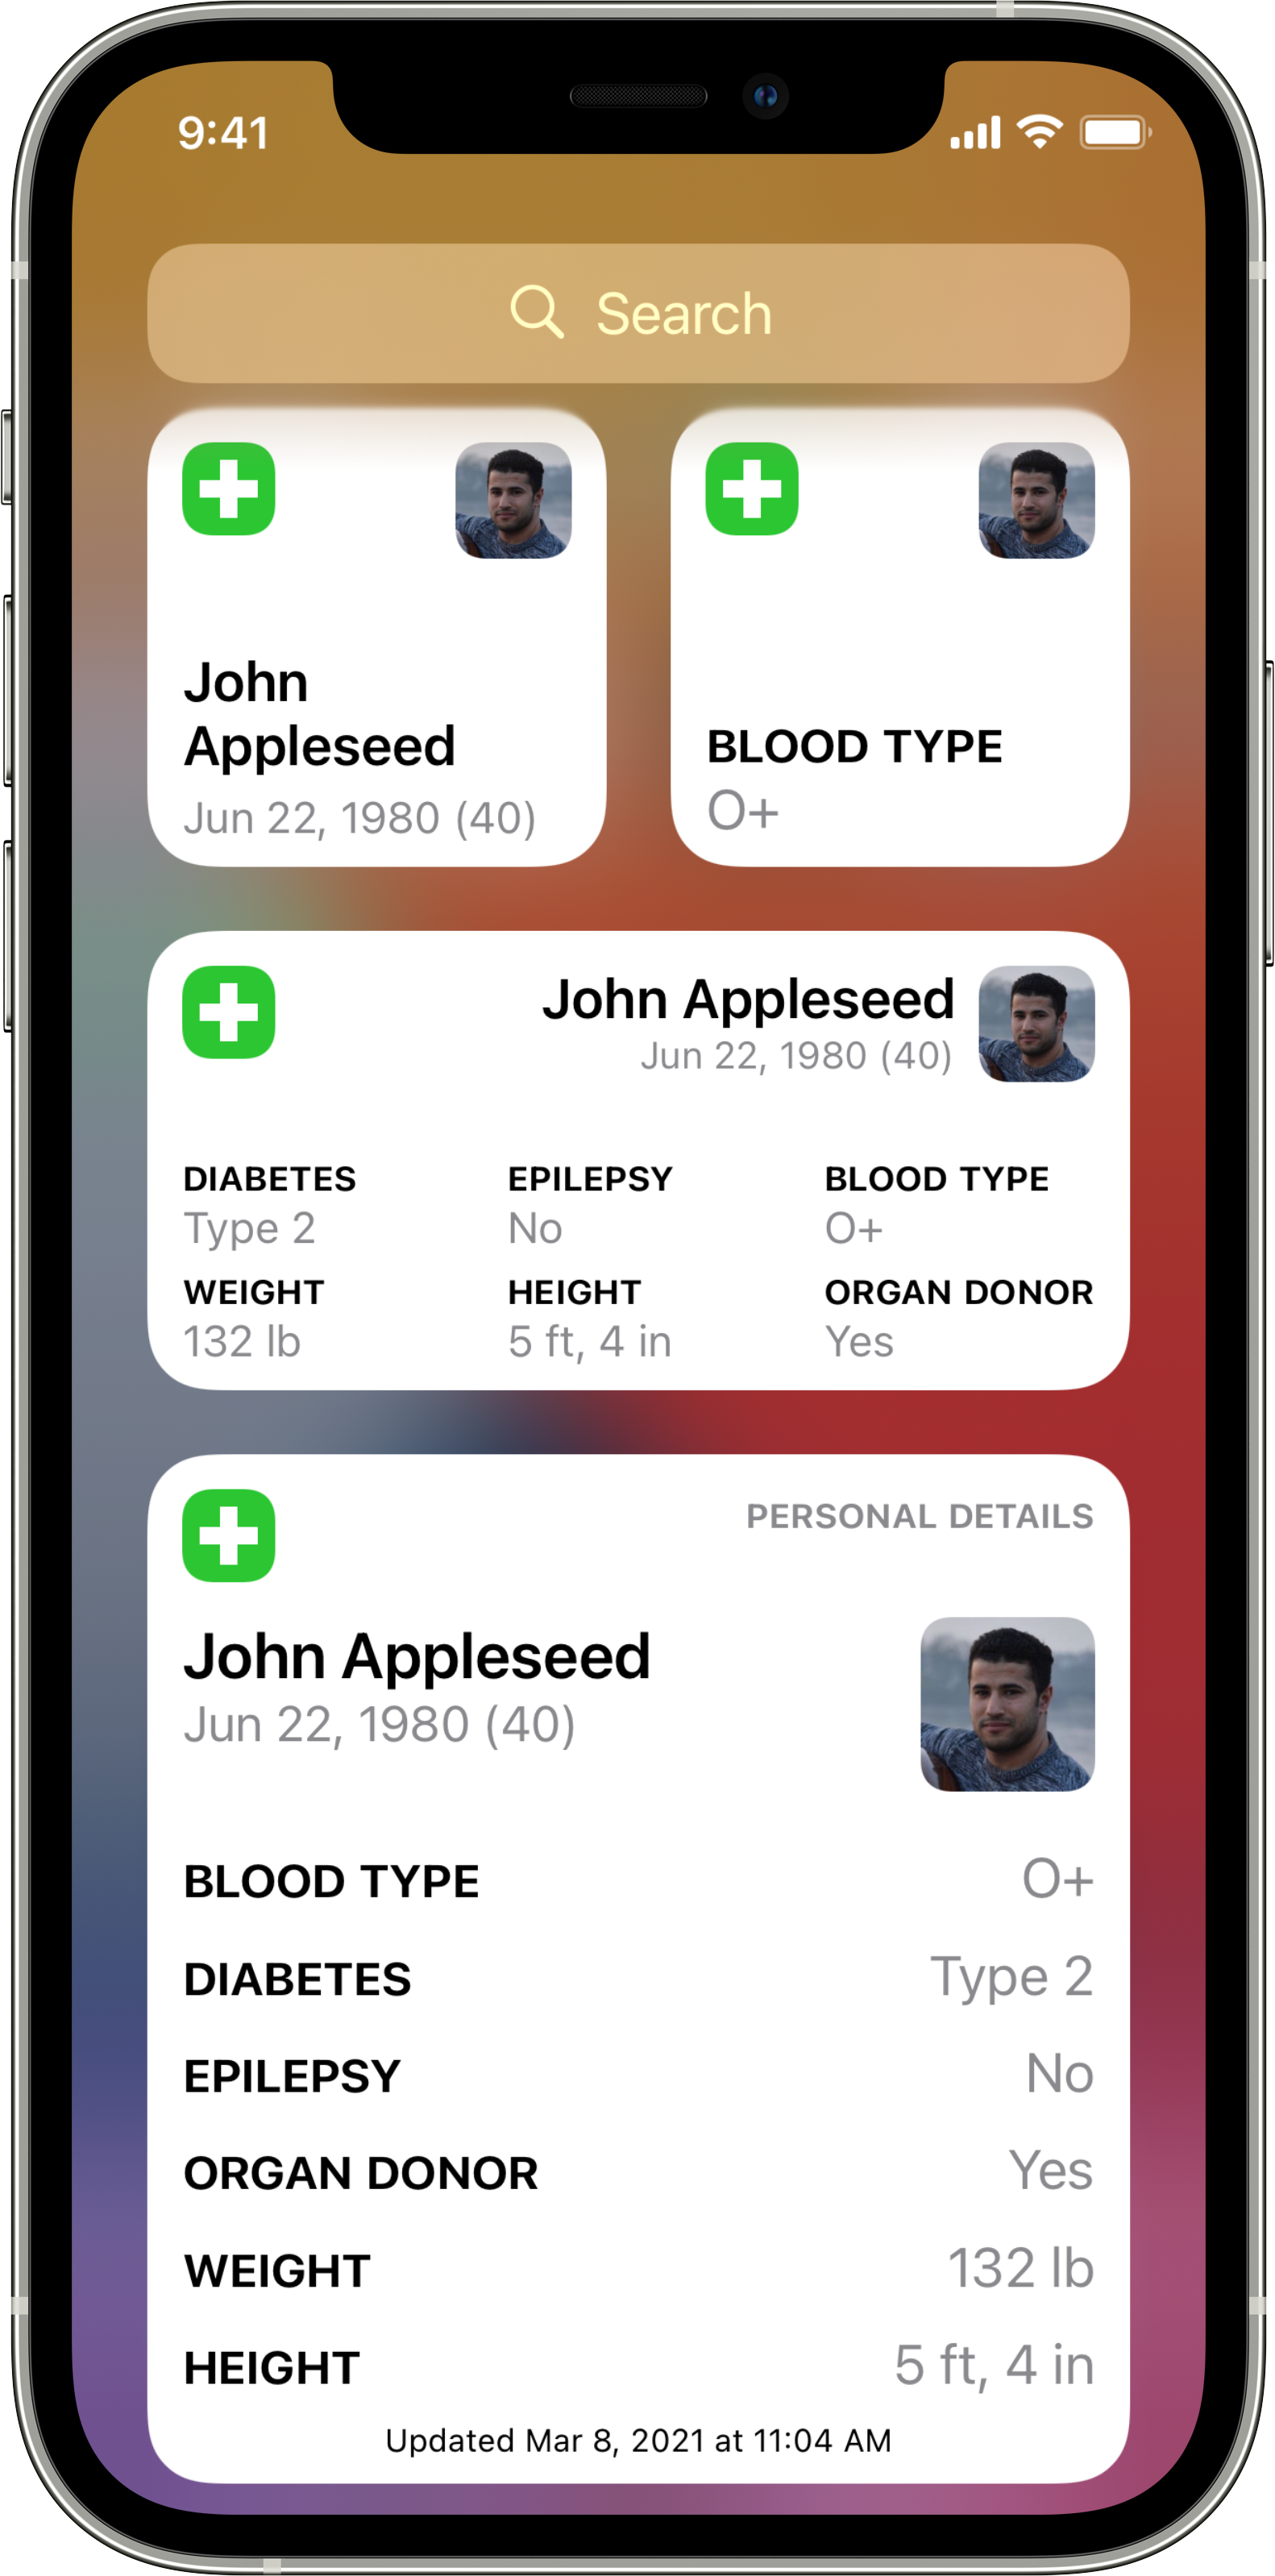 9:41
Search
John
Appleseed
Jun 22, 1980 (40)
BLOOD TYPE
O+
John Appleseed
Jun 22, 1980 (40)
DIABETES EPILEPSY BLOOD TYPE
Type 2 No O+
WEIGHT HEIGHT ORGAN DONOR
132 lb 5 ft, 4 in Yes
PERSONAL DETAILS
John Appleseed
Jun 22, 1980 (40)
BLOOD TYPE O+
DIABETES Type 2
EPILEPSY No
ORGAN DONOR Yes
WEIGHT 132 lb
HEIGHT 5 ft, 4 in
Updated Mar 8, 2021 at 11:04 AM